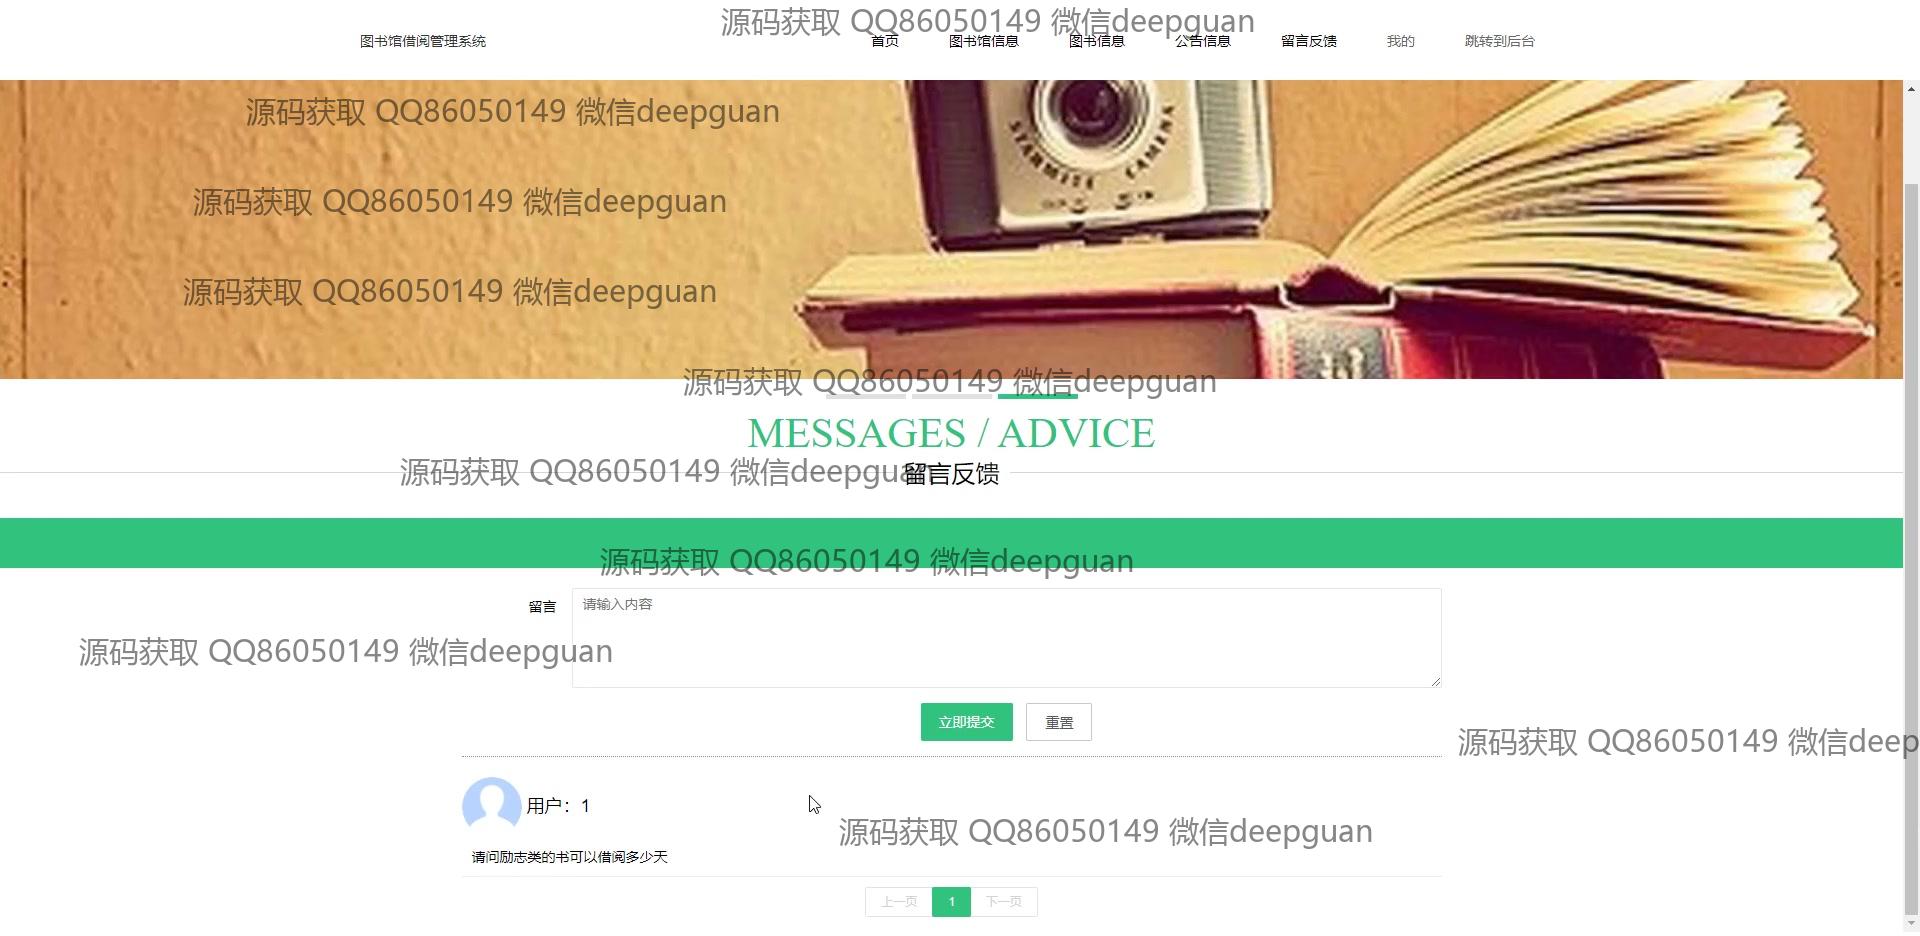 源码获取 QQ86050149 微信deepguan
图书馆借阅管理系统 首页 图书馆信息 图书信息 公告信息 留言反馈 我的 跳转到后台
源码获取 QQ86050149 微信deepguan
STARMITE CAMERA
源码获取 QQ86050149 微信deepguan
源码获取 QQ86050149 微信deepguan
源码获取 QQ86050149 微信deepguan
MESSAGES / ADVICE
源码获取 QQ86050149 微信deepguan
留言反馈
源码获取 QQ86050149 微信deepguan
留言 请输入内容
源码获取 QQ86050149 微信deepguan
立即提交 重置
源码获取 QQ86050149 微信deep
用户：1
源码获取 QQ86050149 微信deepguan
请问励志类的书可以借阅多少天
上一页 1 下一页